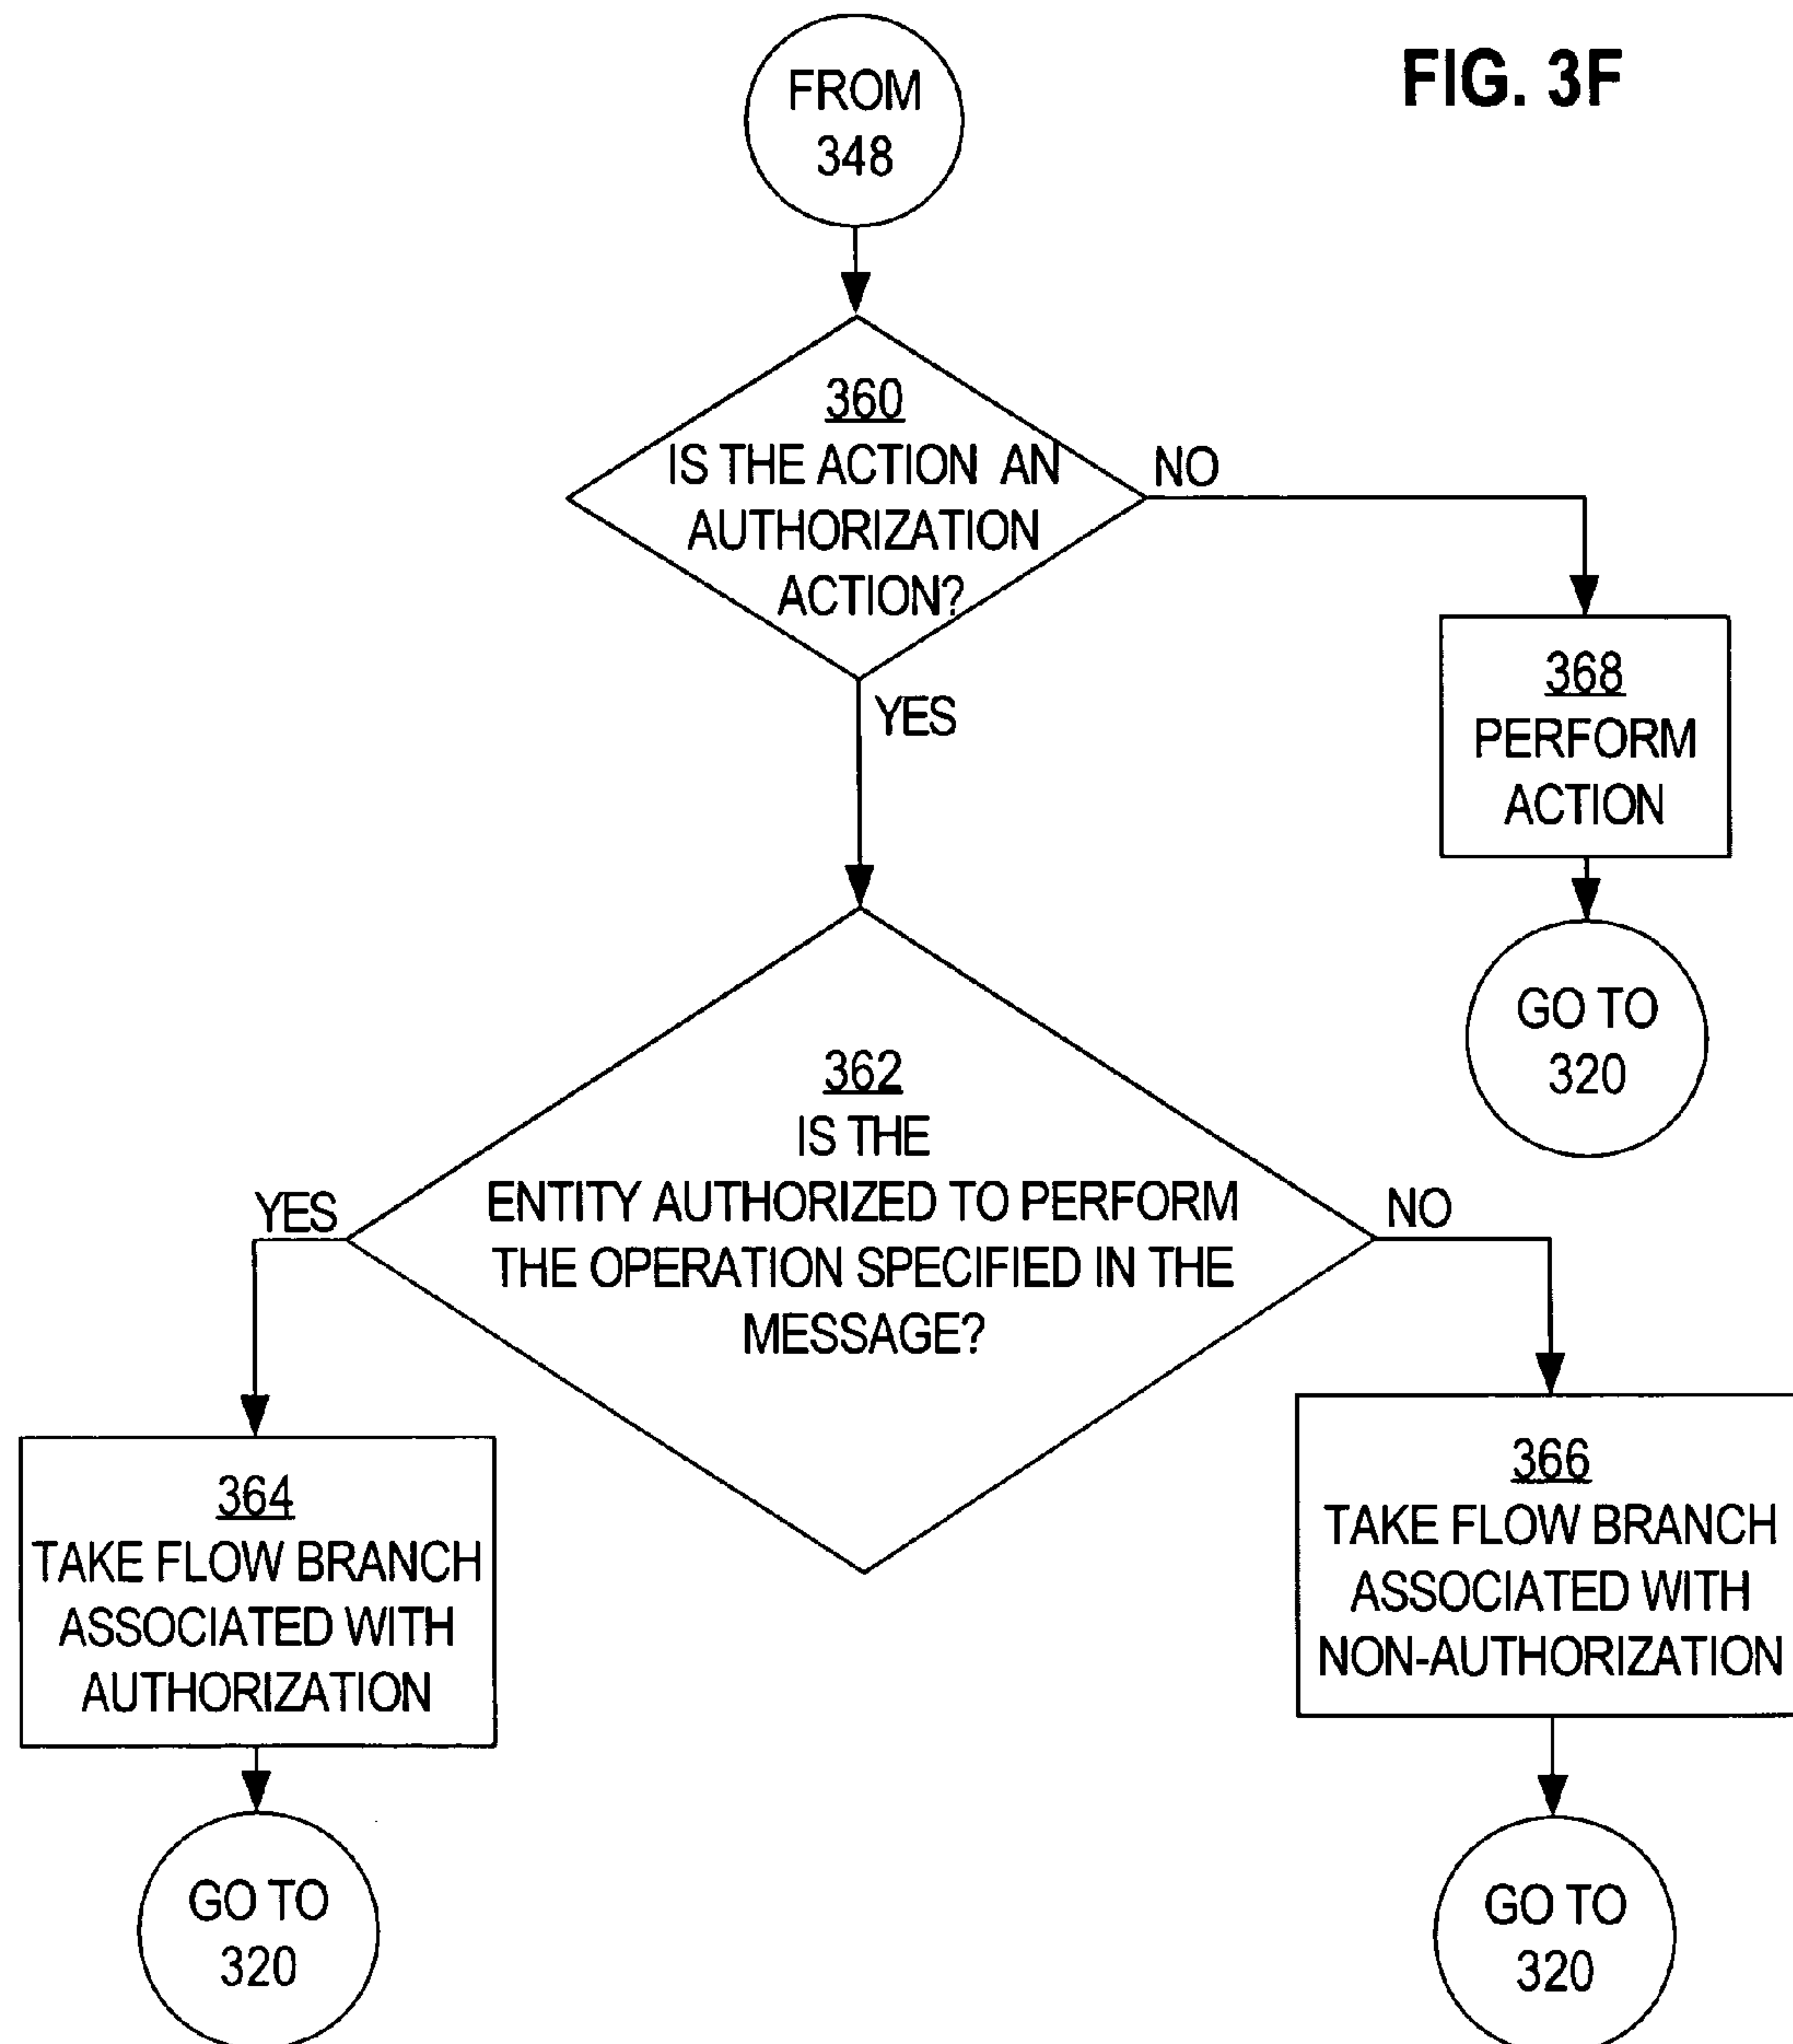 FIG. 3F
FROM
348
360
IS THE ACTION AN
AUTHORIZATION
ACTION?
NO
YES
368
PERFORM
ACTION
GO TO
320
362
IS THE
ENTITY AUTHORIZED TO PERFORM
THE OPERATION SPECIFIED IN THE
MESSAGE?
YES
NO
364
TAKE FLOW BRANCH
ASSOCIATED WITH
AUTHORIZATION
GO TO
320
366
TAKE FLOW BRANCH
ASSOCIATED WITH
NON-AUTHORIZATION
GO TO
320